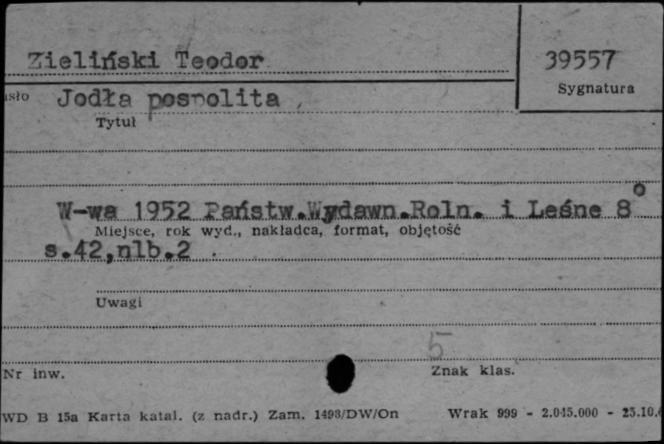 Zieliński Teodor
39557
Sygnatura
asło Jodła pospolita
Tytuł
W-wa 1952 Państw.Wydawn.Roln. i Leśne 8°
Miejsce, rok wyd., nakładca, format, objętość
s.42,nlb.2
Uwagi
5
Nr inw.
Znak klas.
WD B 15a Karta katal. (z nadr.) Zam. 1493/DW/On Wrak 999 - 2.045.000 - 25.10.